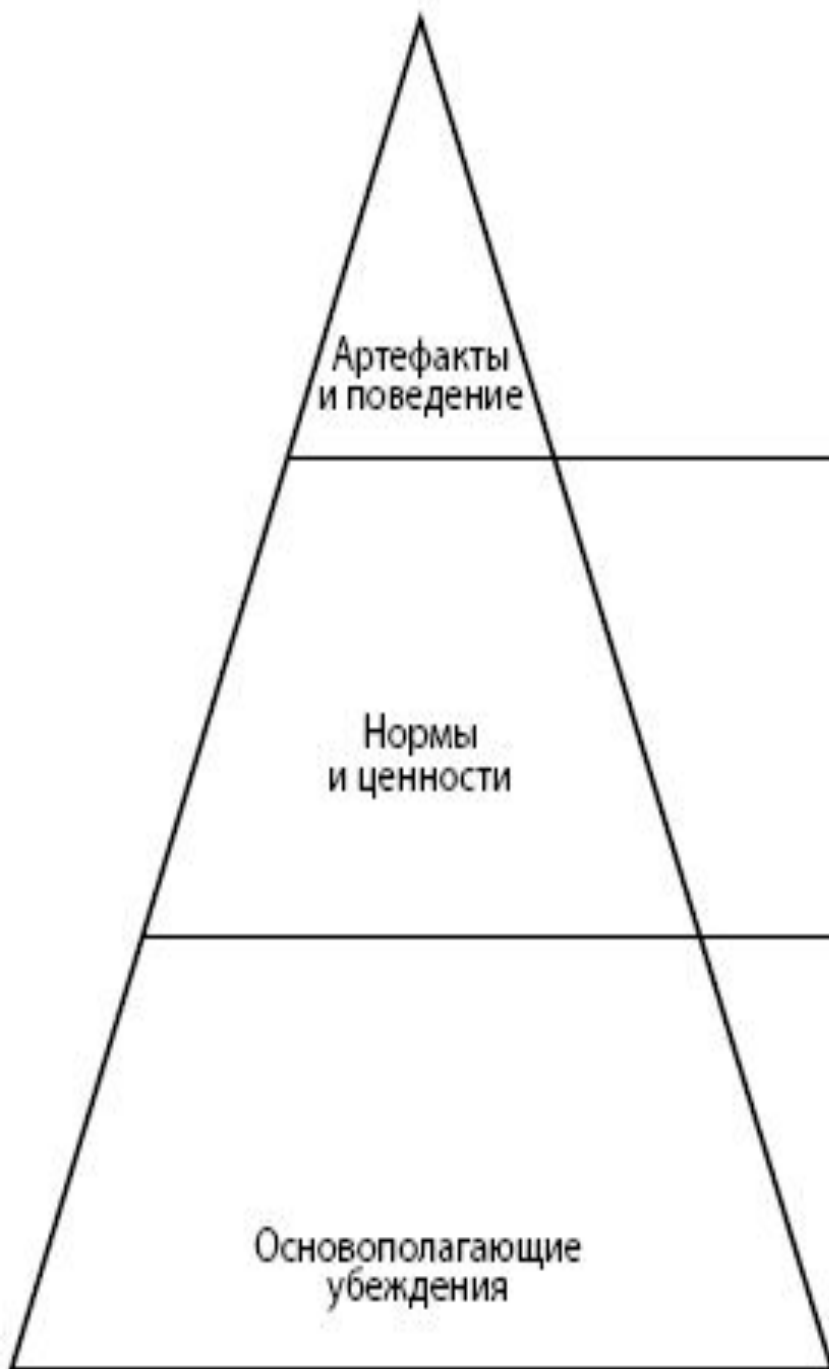 Артефакты
и поведение
Нормы
и ценности
Основополагающие
убеждения